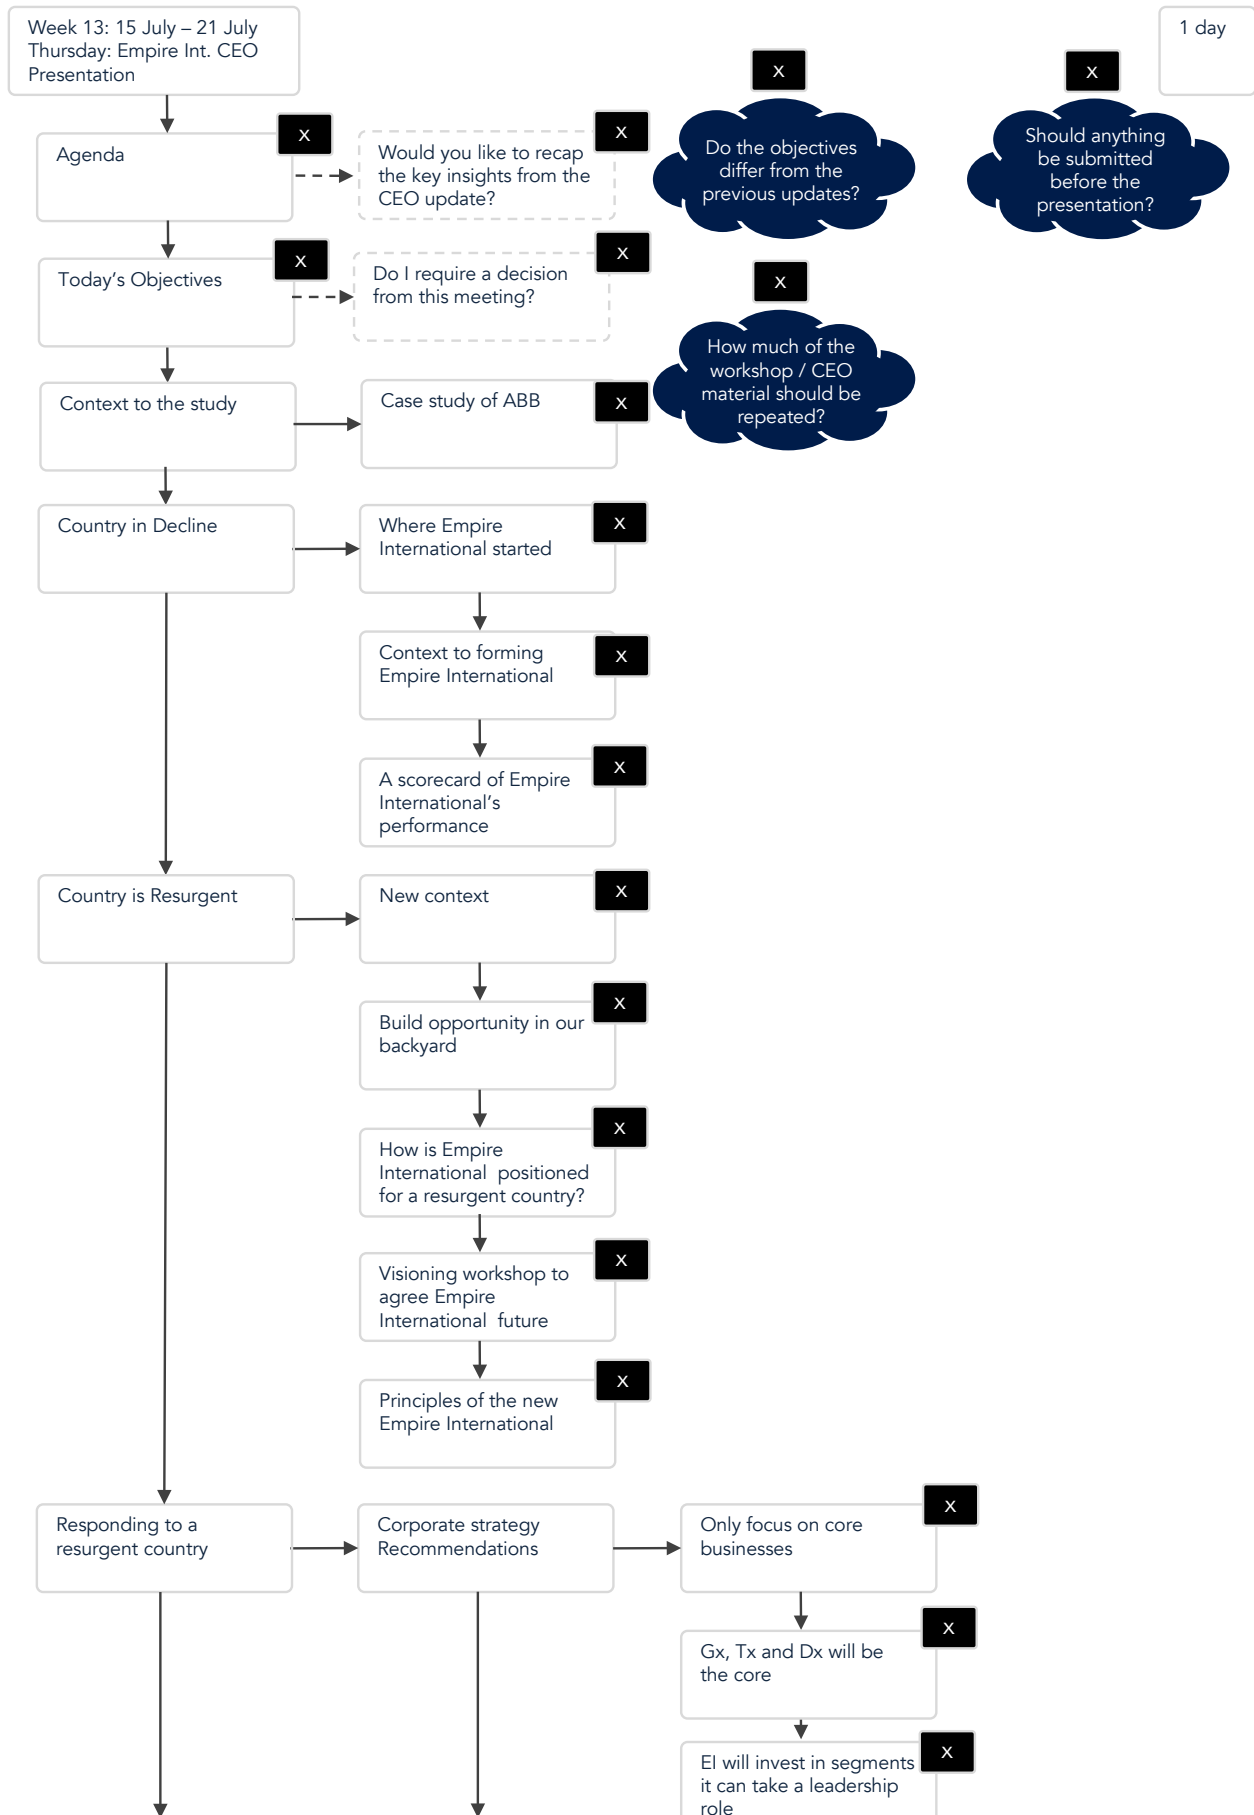 Week 13: 15 July – 21 July
Thursday: Empire Int. CEO
Presentation
1 day
x
x
x
Agenda
x
Would you like to recap
the key insights from the
CEO update?
Do the objectives
differ from the
previous updates?
Should anything
be submitted
before the
presentation?
x
Today's Objectives
x
Do I require a decision
from this meeting?
x
How much of the
workshop / CEO
material should be
repeated?
Context to the study
Case study of ABB
x
Country in Decline
Where Empire
International started
x
Context to forming
Empire International
x
A scorecard of Empire
International's
performance
x
Country is Resurgent
New context
x
Build opportunity in our
backyard
x
How is Empire
International  positioned
for a resurgent country?
x
Visioning workshop to
agree Empire
International  future
x
Principles of the new
Empire International
x
Responding to a
resurgent country
Corporate strategy
Recommendations
Only focus on core
businesses
x
Gx, Tx and Dx will be
the core
x
EI will invest in segments
it can take a leadership
role
x